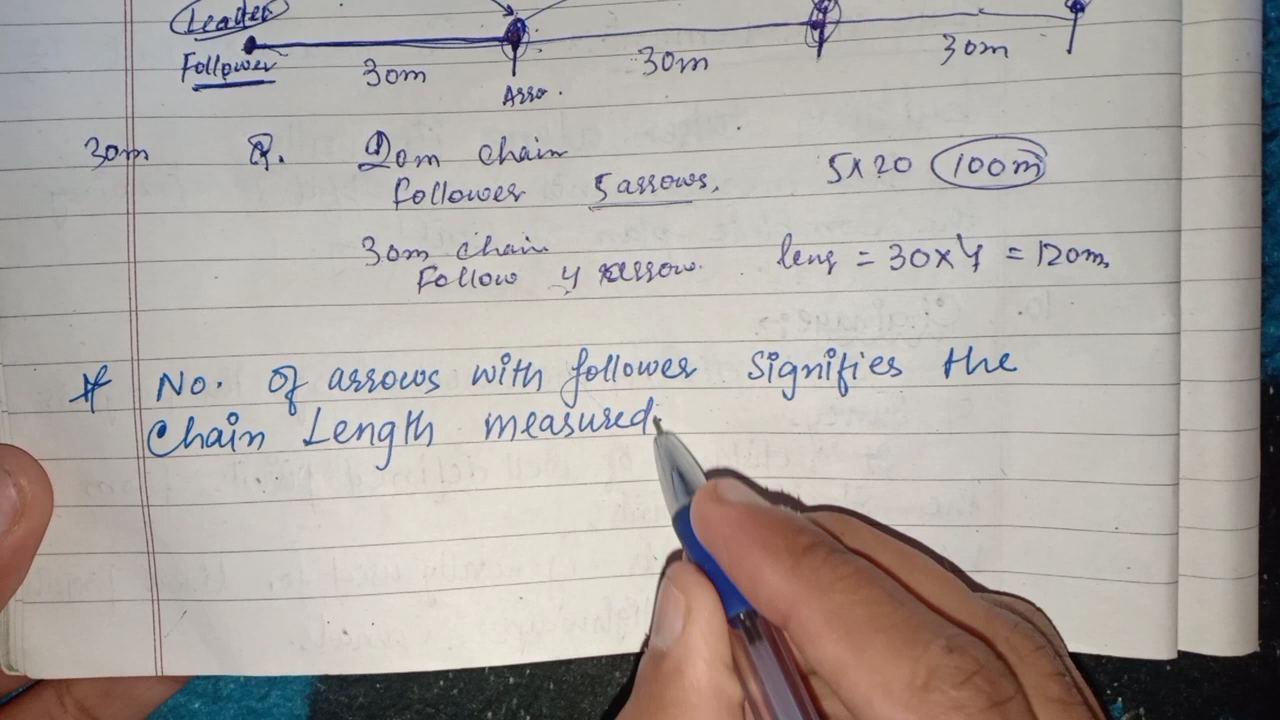 Leader
Follower
30m
30m
30m
Arro.
30m Q. 20m chain
follower 5 arrows, 5x20 100m
30m chain
Follow 4 arrow. leng = 30x4 = 120m
* No. of arrows with follower signifies the
Chain Length measured.